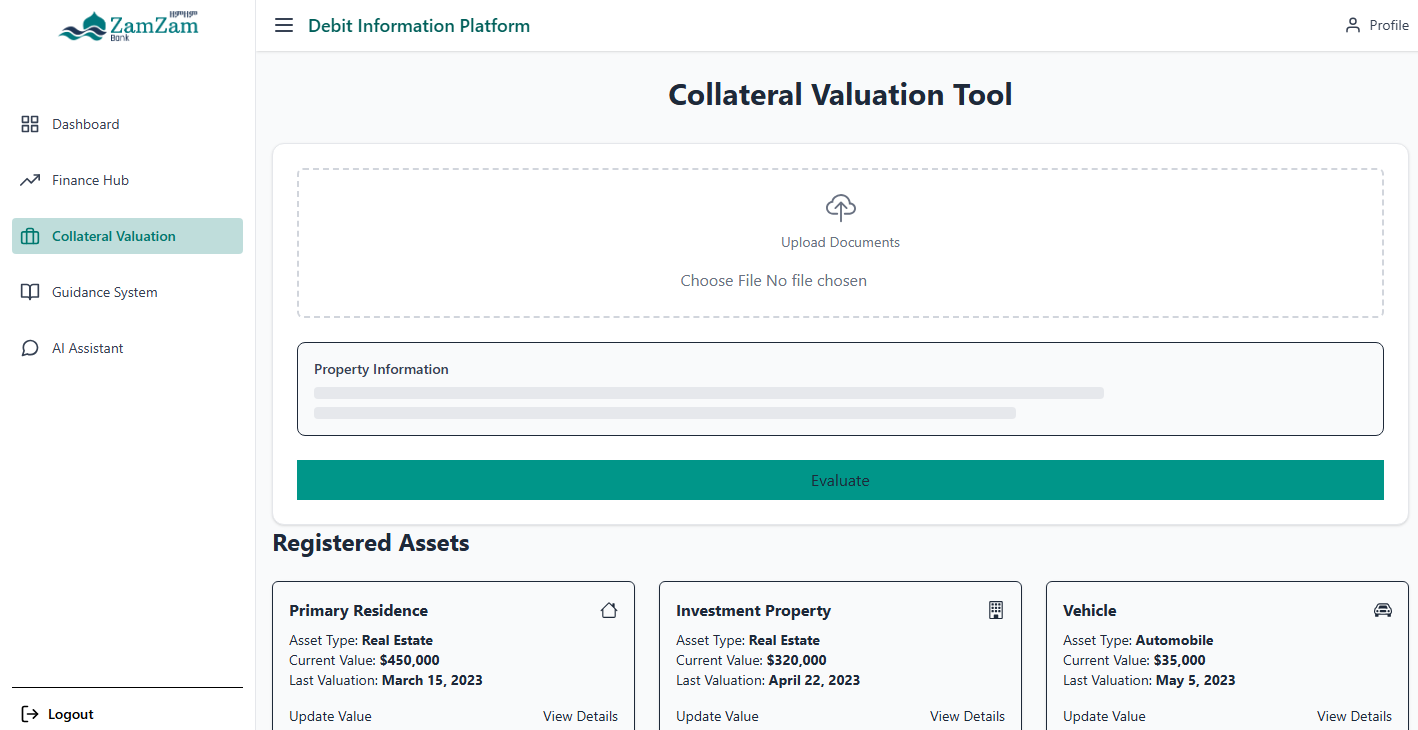 ZamZam
Bank
Debit Information Platform
Profile
Dashboard
Finance Hub
Collateral Valuation
Guidance System
AI Assistant
Logout
Collateral Valuation Tool
Upload Documents
Choose File No file chosen
Property Information
Evaluate
Registered Assets
Primary Residence
Asset Type: Real Estate
Current Value: $450,000
Last Valuation: March 15, 2023
Update Value View Details
Investment Property
Asset Type: Real Estate
Current Value: $320,000
Last Valuation: April 22, 2023
Update Value View Details
Vehicle
Asset Type: Automobile
Current Value: $35,000
Last Valuation: May 5, 2023
Update Value View Details